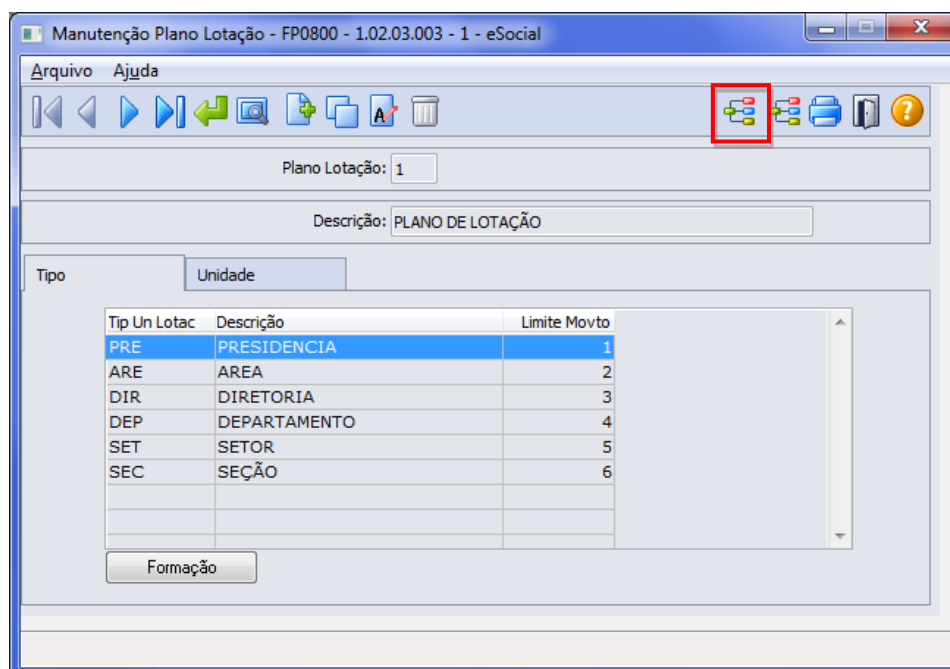 Manutenção Plano Lotação - FP0800 - 1.02.03.003 - 1 - eSocial
Arquivo Ajuda
Plano Lotação: 1
Descrição: PLANO DE LOTAÇÃO
Tipo Unidade
Tip Un Lotac Descrição Limite Movto
PRE PRESIDENCIA 1
ARE AREA 2
DIR DIRETORIA 3
DEP DEPARTAMENTO 4
SET SETOR 5
SEC SEÇÃO 6
Formação